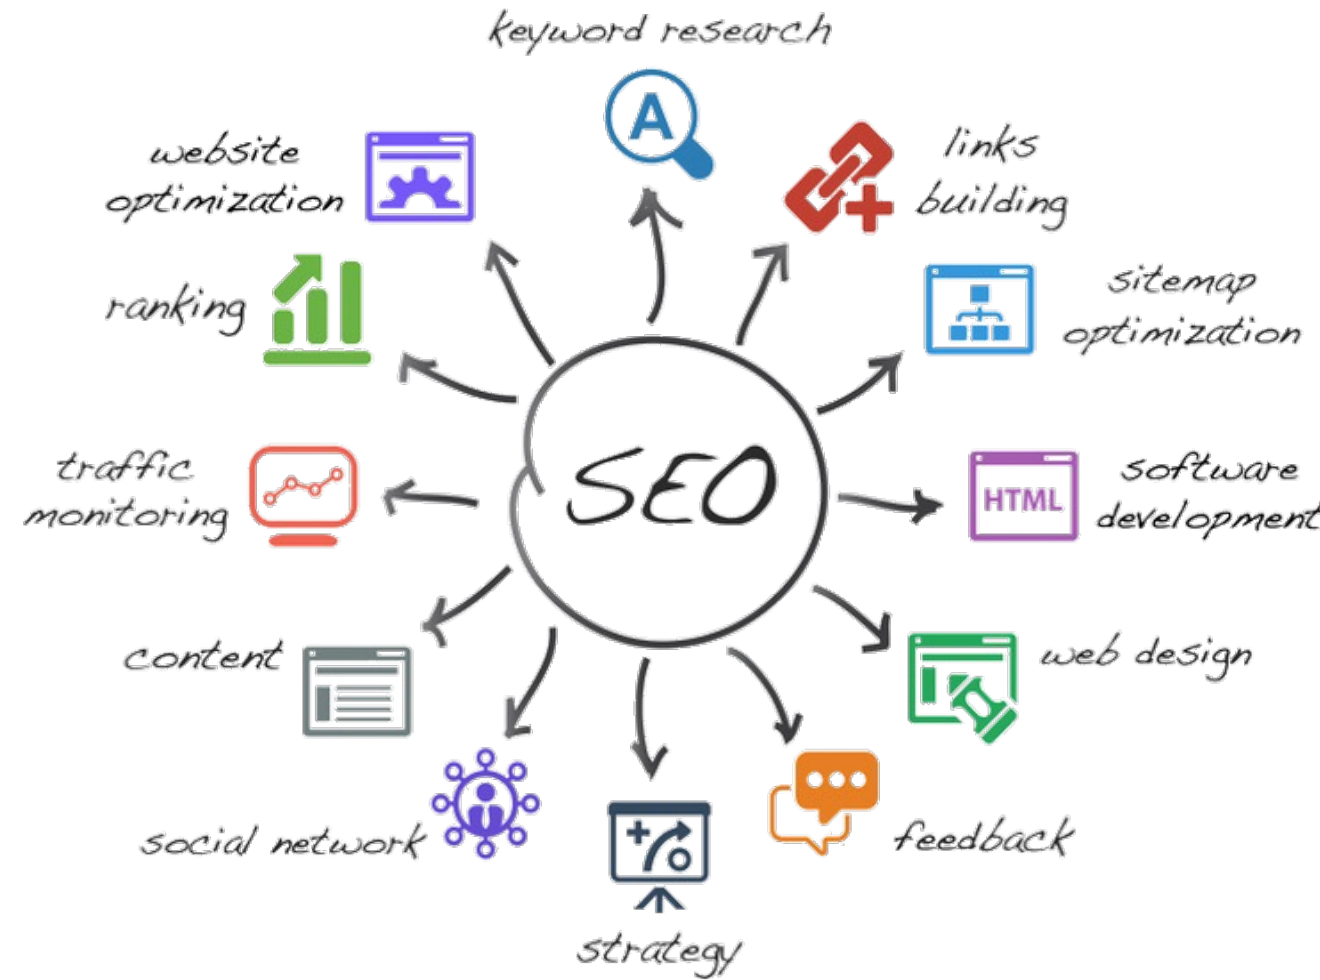 keyword research
A
links
building
website
optimization
sitemap
optimization
ranking
SEO
traffic
monitoring
HTML
software
development
content
web design
social network
feedback
strategy